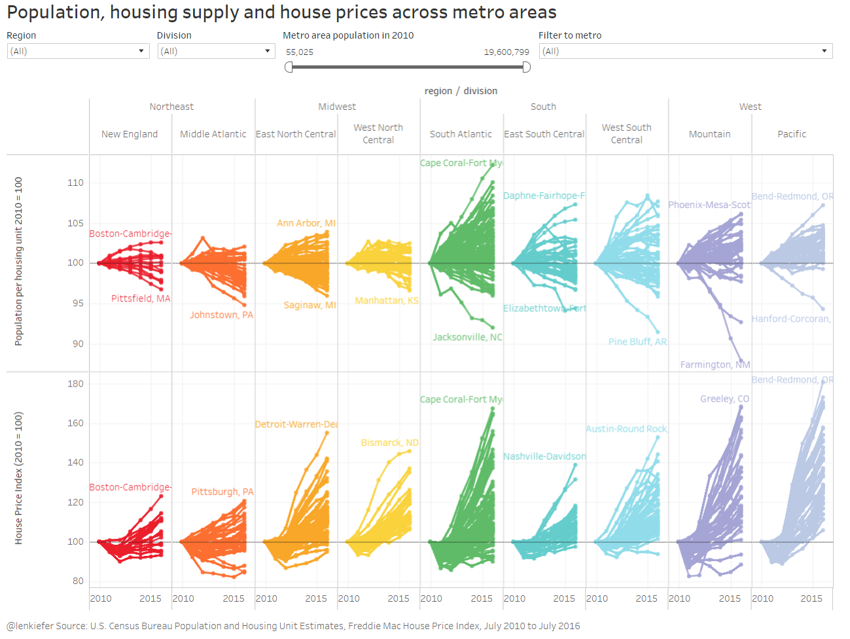 Population, housing supply and house prices across metro areas
Region Division Metro area population in 2010 Filter to metro
(All) (All) 55,025 19,600,799 (All)
region / division
Northeast Midwest South West
New England Middle Atlantic East North Central West North Central South Atlantic East South Central West South Central Mountain Pacific
Population per housing unit 2010 = 100
110
105
100
95
90
Boston-Cambridge-
Pittsfield, MA
Johnstown, PA
Ann Arbor, MI
Saginaw, MI
Manhattan, KS
Cape Coral-Fort My
Jacksonville, NC
Daphne-Fairhope-F
Elizabethtown-Fort
Pine Bluff, AR
Phoenix-Mesa-Scot
Farmington, NM
Bend-Redmond, OR
Hanford-Corcoran,
House Price Index (2010 = 100)
180
160
140
120
100
80
Boston-Cambridge-
Pittsburgh, PA
Detroit-Warren-Dea
Bismarck, ND
Cape Coral-Fort My
Nashville-Davidson
Austin-Round Rock,
Greeley, CO
Bend-Redmond, OR
2010 2015 2010 2015 2010 2015 2010 2015 2010 2015 2010 2015 2010 2015 2010 2015 2010 2015
@lenkiefer Source: U.S. Census Bureau Population and Housing Unit Estimates, Freddie Mac House Price Index, July 2010 to July 2016